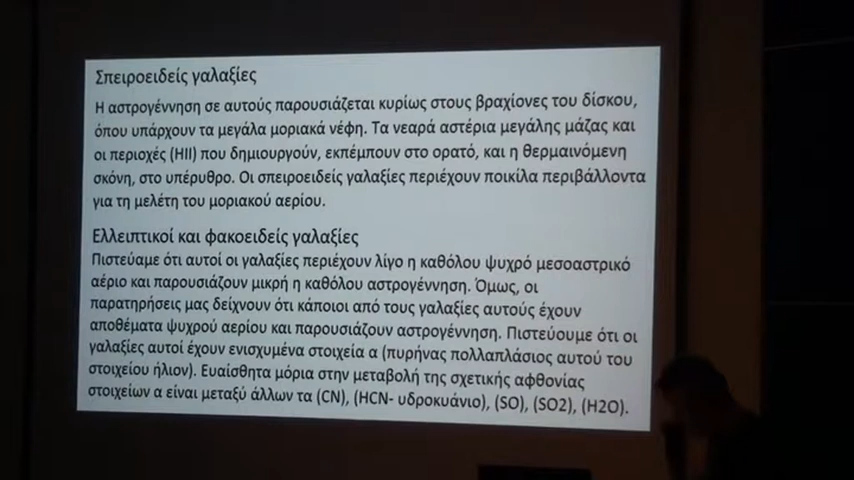 Σπειροειδείς γαλαξίες
Η αστρογέννηση σε αυτούς παρουσιάζεται κυρίως στους βραχίονες του δίσκου,
όπου υπάρχουν τα μεγάλα μοριακά νέφη. Τα νεαρά αστέρια μεγάλης μάζας και
οι περιοχές (HII) που δημιουργούν, εκπέμπουν στο ορατό, και η θερμαινόμενη
σκόνη, στο υπέρυθρο. Οι σπειροειδείς γαλαξίες περιέχουν ποικίλα περιβάλλοντα
για τη μελέτη του μοριακού αερίου.
Ελλειπτικοί και φακοειδείς γαλαξίες
Πιστεύαμε ότι αυτοί οι γαλαξίες περιέχουν λίγο η καθόλου ψυχρό μεσοαστρικό
αέριο και παρουσιάζουν μικρή η καθόλου αστρογέννηση. Όμως, οι
παρατηρήσεις μας δείχνουν ότι κάποιοι από τους γαλαξίες αυτούς έχουν
αποθέματα ψυχρού αερίου και παρουσιάζουν αστρογέννηση. Πιστεύουμε ότι οι
γαλαξίες αυτοί έχουν ενισχυμένα στοιχεία α (πυρήνας πολλαπλάσιος αυτού του
στοιχείου ήλιον). Ευαίσθητα μόρια στην μεταβολή της σχετικής αφθονίας
στοιχείων α είναι μεταξύ άλλων τα (CN), (HCN- υδροκυάνιο), (SO), (SO2), (H2O).